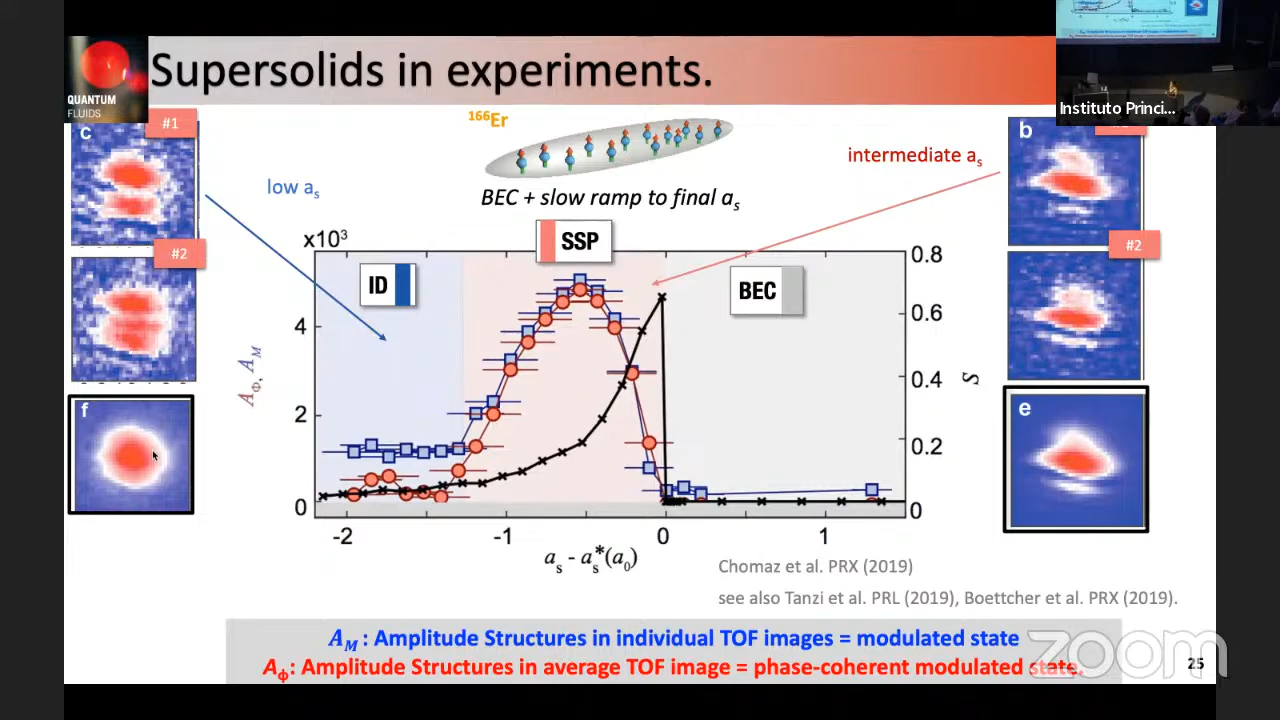 Supersolids in experiments.
QUANTUM
FLUIDS
Instituto Princi...
c
#1
166Er
b
low as
intermediate as
BEC + slow ramp to final as
#2
#2
x10³
SSP
0.8
ID
BEC
4
0.6
AΦ, AM
0.4
S
2
0.2
f
e
0
0
-2
-1
0
1
as - as*(a0)
Chomaz et al. PRX (2019)
see also Tanzi et al. PRL (2019), Boettcher et al. PRX (2019).
AM : Amplitude Structures in individual TOF images = modulated state
AΦ: Amplitude Structures in average TOF image = phase-coherent modulated state.
zoom
25